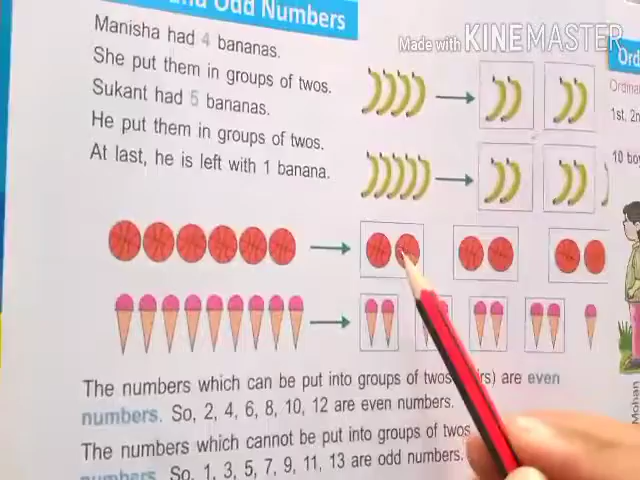 Odd Numbers
Manisha had 4 bananas.
She put them in groups of twos.
Sukant had 5 bananas.
He put them in groups of twos.
At last, he is left with 1 banana.
The numbers which can be put into groups of twos rs) are even
numbers. So, 2, 4, 6, 8, 10, 12 are even numbers.
The numbers which cannot be put into groups of twos
numbers. So, 1, 3, 5, 7, 9, 11, 13 are odd numbers.
Made with KINEMASTER
Ord
Ordinal
1st, 2n
10 boy
Mohan